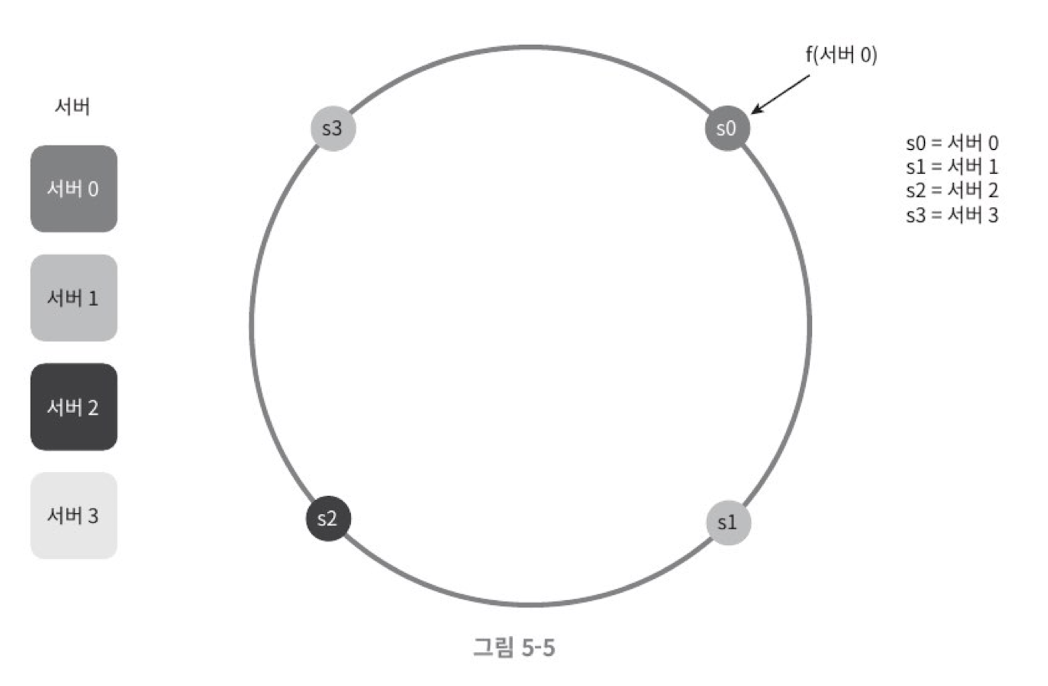 서버
서버 0
서버 1
서버 2
서버 3
s3
s0
s2
s1
f(서버 0)
s0 = 서버 0
s1 = 서버 1
s2 = 서버 2
s3 = 서버 3
그림 5-5